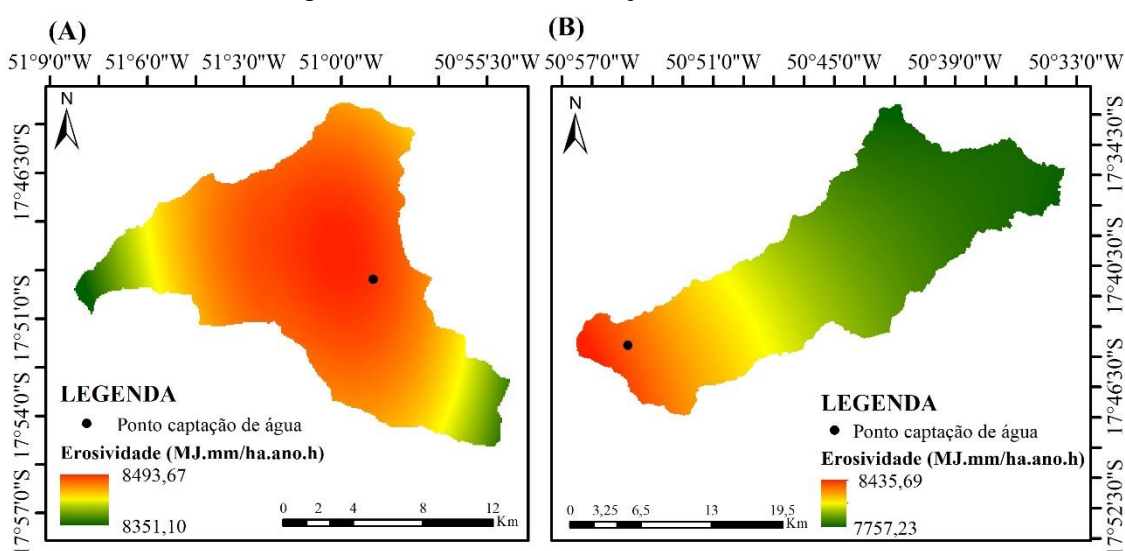 (A)
51°9'0"W 51°6'0"W 51°3'0"W 51°0'0"W 50°55'30"W
N
17°46'30"S
17°51'0"S
17°54'0"S
17°57'0"S
LEGENDA
Ponto captação de água
Erosividade (MJ.mm/ha.ano.h)
8493,67
8351,10
0 2 4 8 12
Km
(B)
50°57'0"W 50°51'0"W 50°45'0"W 50°39'0"W 50°33'0"W
N
17°34'30"S
17°40'30"S
17°46'30"S
17°52'30"S
LEGENDA
Ponto captação de água
Erosividade (MJ.mm/ha.ano.h)
8435,69
7757,23
0 3,25 6,5 13 19,5
Km